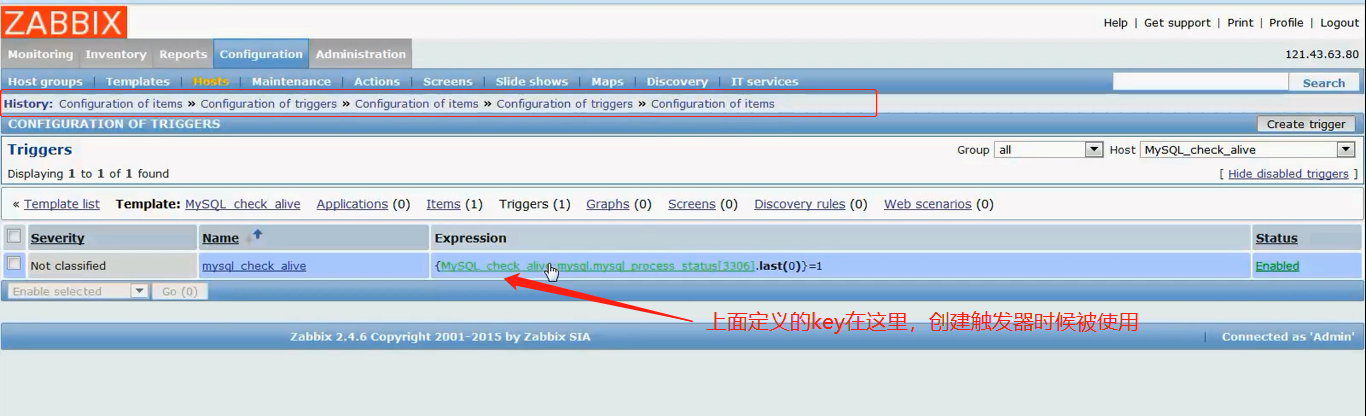 ZABBIX
Help | Get support | Print | Profile | Logout
Monitoring Inventory Reports Configuration Administration
121.43.63.80
Host groups | Templates | Hosts | Maintenance | Actions | Screens | Slide shows | Maps | Discovery | IT services
Search
History: Configuration of items » Configuration of triggers » Configuration of items » Configuration of triggers » Configuration of items
CONFIGURATION OF TRIGGERS
Create trigger
Triggers
Group all Host MySQL_check_alive
Displaying 1 to 1 of 1 found
[ Hide disabled triggers ]
« Template list Template: MySQL_check_alive Applications (0) Items (1) Triggers (1) Graphs (0) Screens (0) Discovery rules (0) Web scenarios (0)
Severity Name Expression Status
Not classified mysql_check_alive {MySQL_check_alive:mysql.mysql_process_status[3306].last(0)}=1 Enabled
Enable selected Go (0)
上面定义的key在这里，创建触发器时候被使用
Zabbix 2.4.6 Copyright 2001-2015 by Zabbix SIA
| Connected as 'Admin'